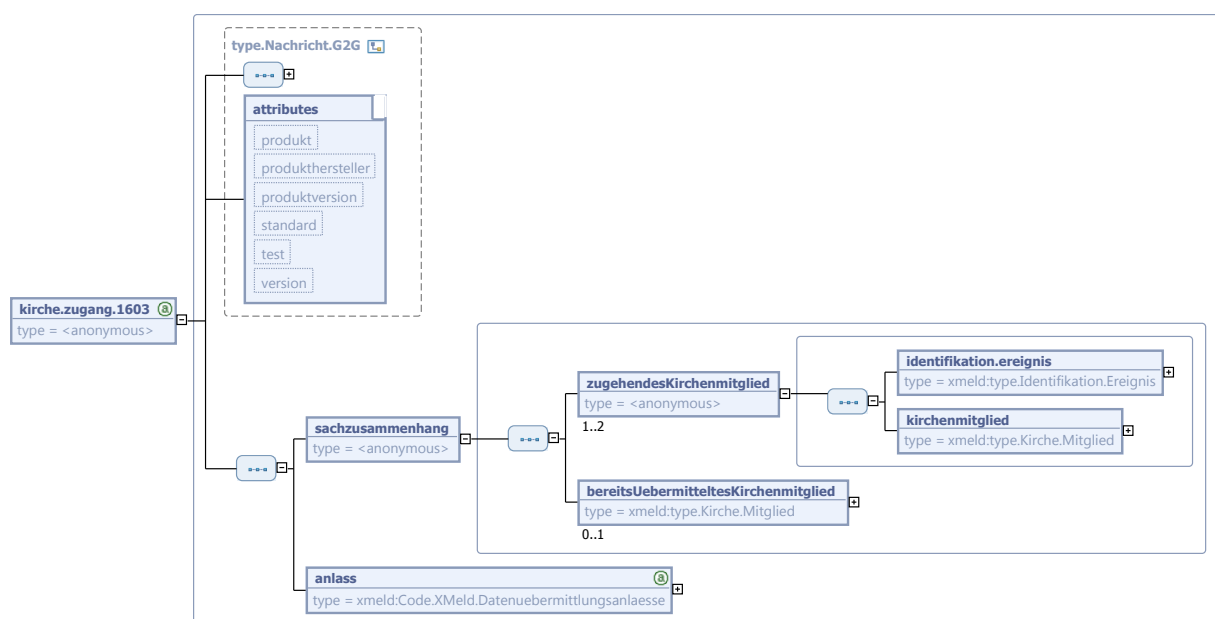 type.Nachricht.G2G
attributes
produkt
produkthersteller
produktversion
standard
test
version
kirche.zugang.1603 a
type = <anonymous>
identifikation.ereignis
type = xmeld:type.Identifikation.Ereignis
zugehendesKirchenmitglied
type = <anonymous>
1..2
kirchenmitglied
type = xmeld:type.Kirche.Mitglied
sachzusammenhang
type = <anonymous>
bereitsUebermitteltesKirchenmitglied
type = xmeld:type.Kirche.Mitglied
0..1
anlass a
type = xmeld:Code.XMeld.Datenuebermittlungsanlaesse